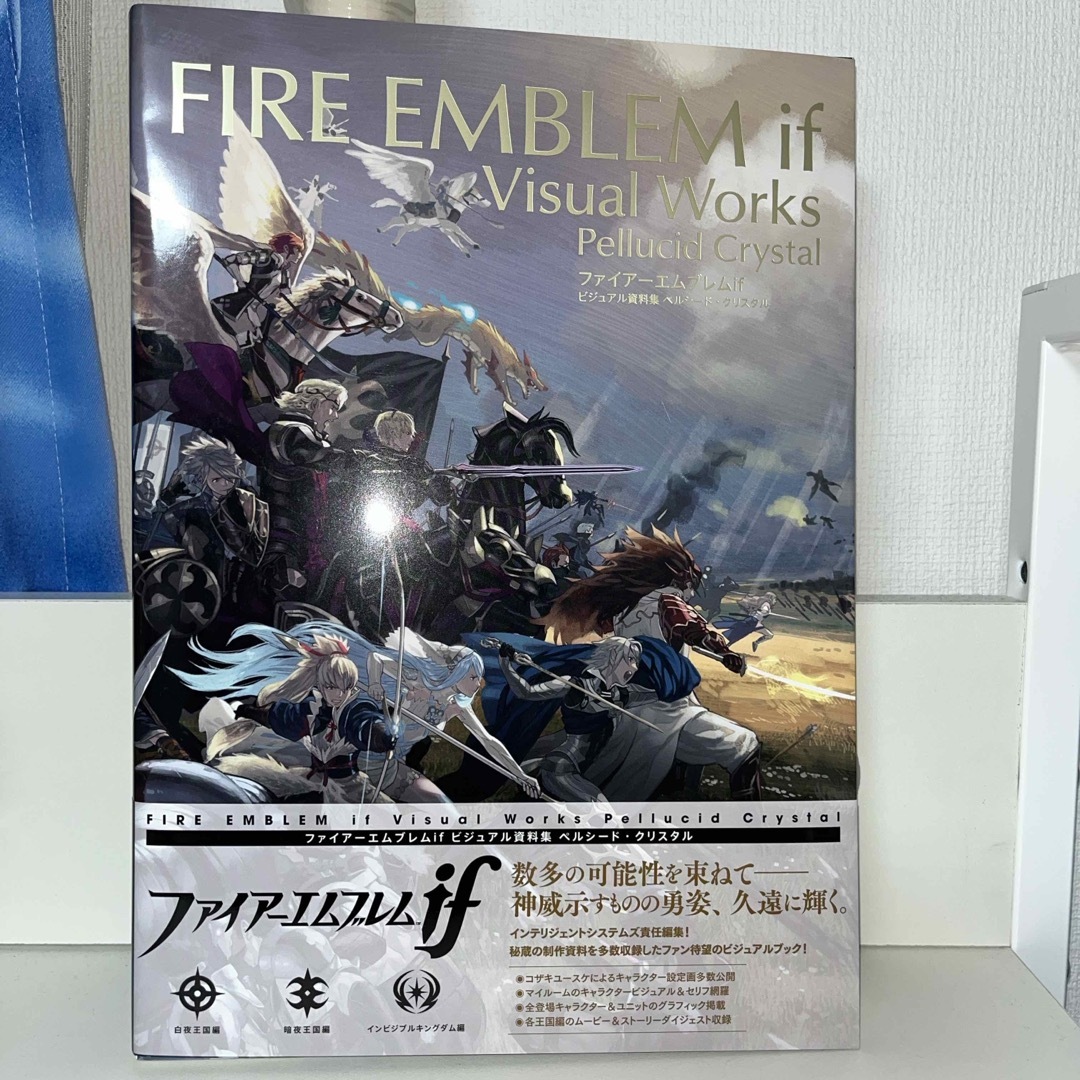 FIRE EMBLEM if
Visual Works
Pellucid Crystal
ファイアーエムブレムif
ビジュアル資料集 ペルシード・クリスタル
FIRE EMBLEM if Visual Works Pellucid Crystal
ファイアーエムブレムif ビジュアル資料集 ペルシード・クリスタル
ファイアーエムブレムif
数多の可能性を束ねて——
神威示すものの勇姿、久遠に輝く。
インテリジェントシステムズ責任編集!
秘蔵の制作資料を多数収録したファン待望のビジュアルブック!
◉コザキユースケによるキャラクター設定画多数公開
◉マイルームのキャラクタービジュアル&セリフ網羅
◉全登場キャラクター&ユニットのグラフィック掲載
◉各王国編のムービー&ストーリーダイジェスト収録
白夜王国編
暗夜王国編
インビジブルキングダム編